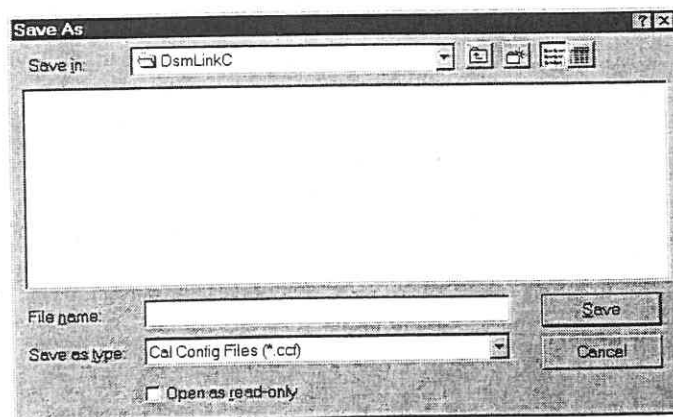 Save As
Save in: DsmLinkC
File name: Save
Save as type: Cal Config Files (*.ccf) Cancel
Open as read-only